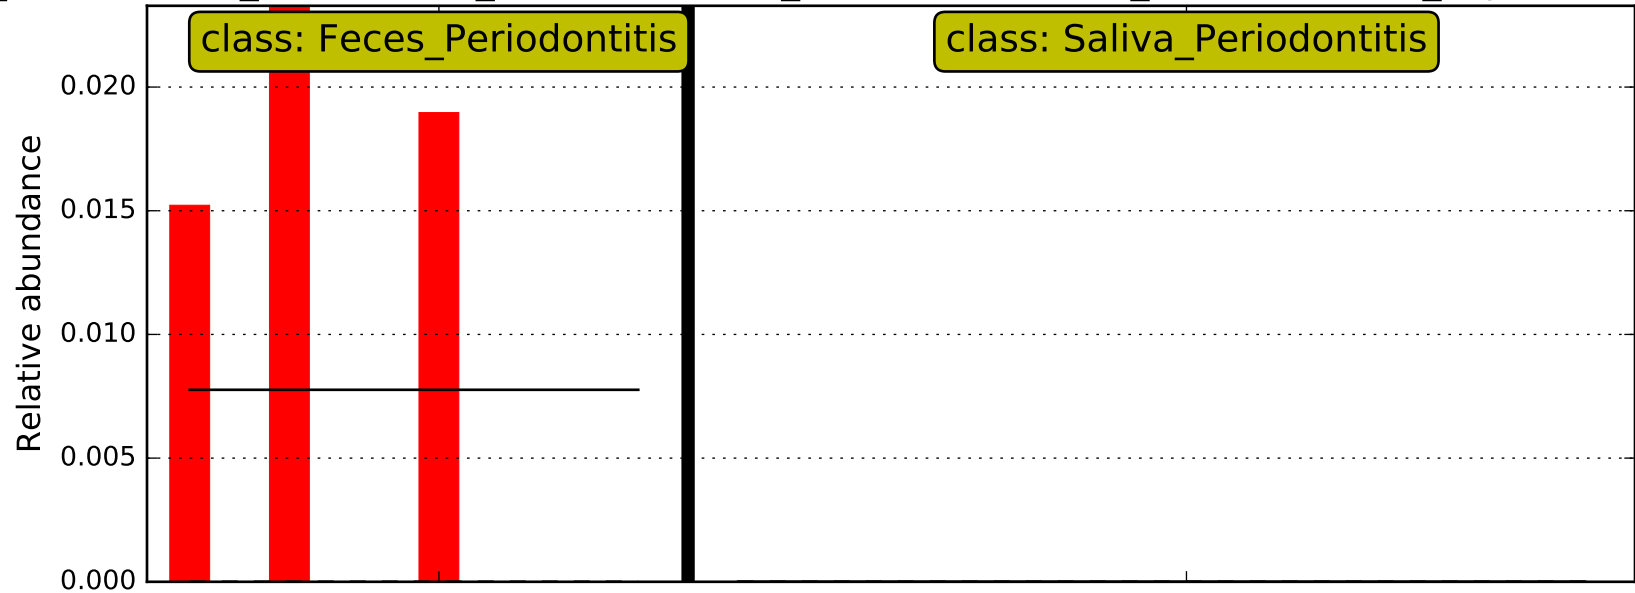 class: Feces_Periodontitis
class: Saliva_Periodontitis
0.020
0.015
0.010
0.005
0.000
Relative abundance